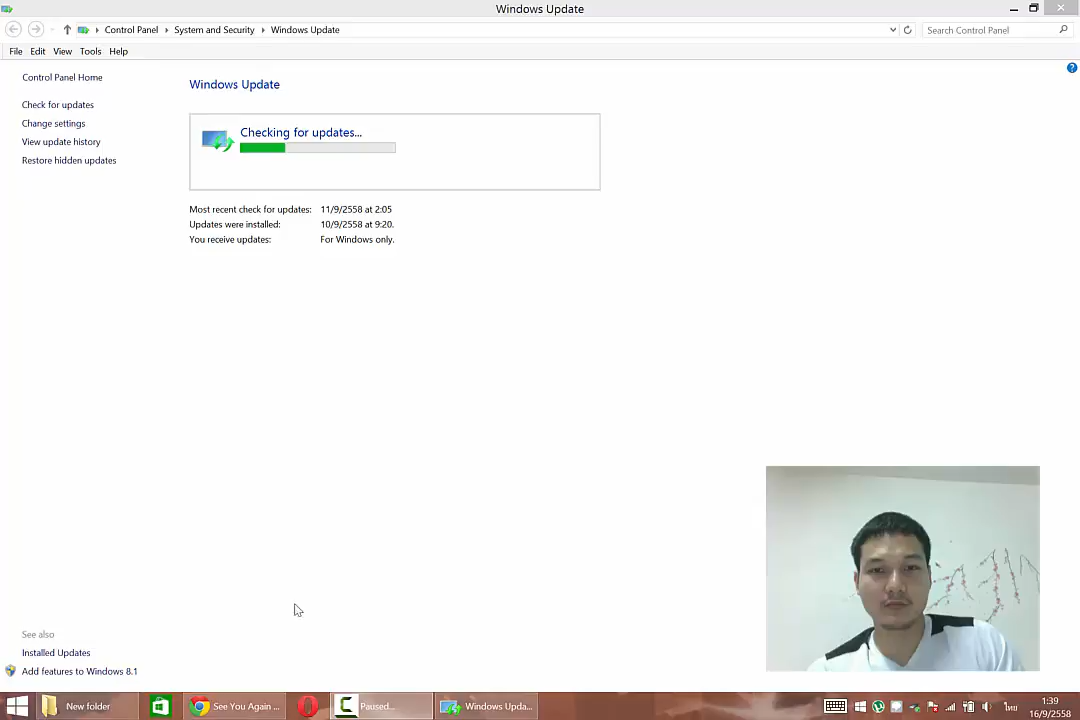 Windows Update
Control Panel
System and Security
Windows Update
Search Control Panel
File Edit View Tools Help
Control Panel Home
Check for updates
Change settings
View update history
Restore hidden updates
Windows Update
Checking for updates...
Most recent check for updates: 11/9/2558 at 2:05
Updates were installed: 10/9/2558 at 9:20.
You receive updates: For Windows only.
See also
Installed Updates
Add features to Windows 8.1
New folder
See You Again ...
Paused...
Windows Upda...
ไทย
1:39
16/9/2558